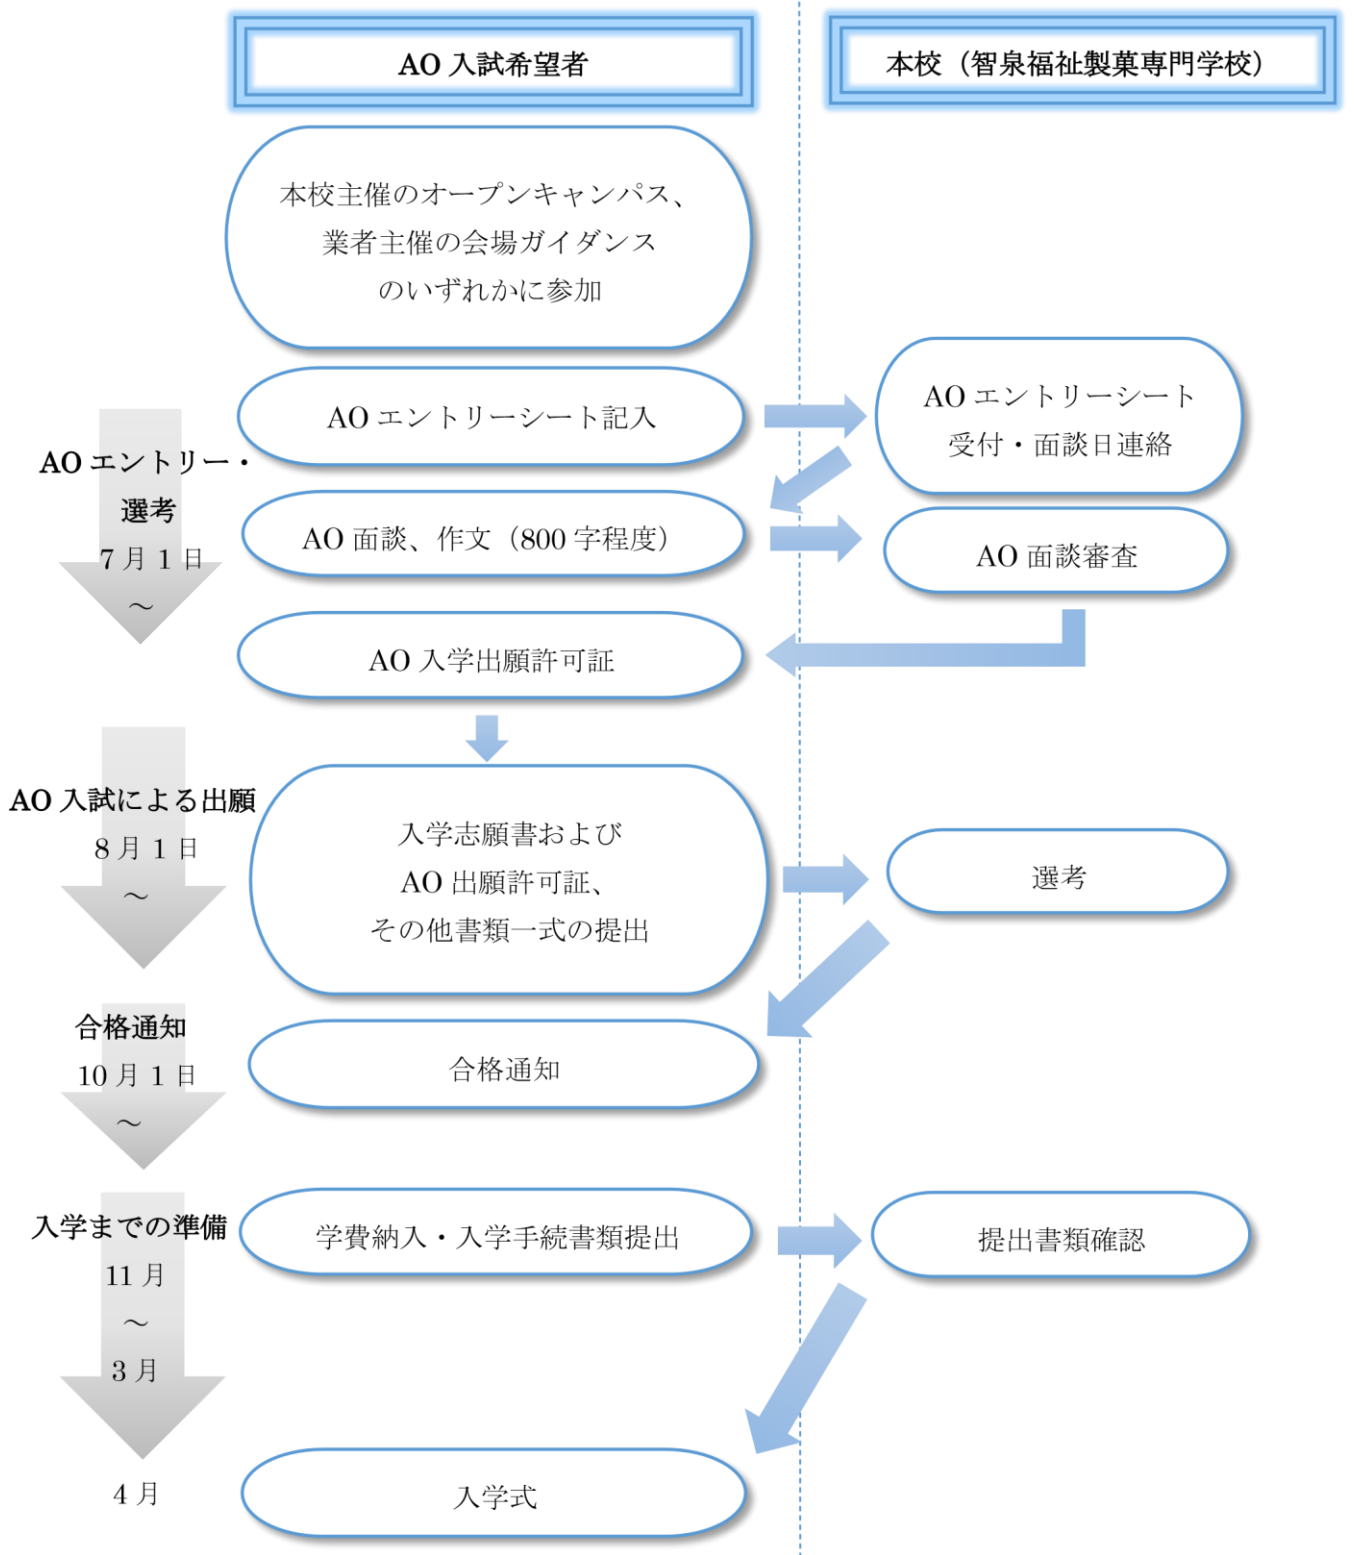 AO 入試希望者
本校（智泉福祉製菓専門学校）
本校主催のオープンキャンパス、
業者主催の会場ガイダンス
のいずれかに参加
AO エントリー・
選考
7 月 1 日
～
AO エントリーシート記入
AO エントリーシート
受付・面談日連絡
AO 面談、作文（800 字程度）
AO 面談審査
AO 入学出願許可証
AO 入試による出願
8 月 1 日
～
入学志願書および
AO 出願許可証、
その他書類一式の提出
選考
合格通知
10 月 1 日
～
合格通知
入学までの準備
11 月
～
3 月
学費納入・入学手続書類提出
提出書類確認
4 月
入学式